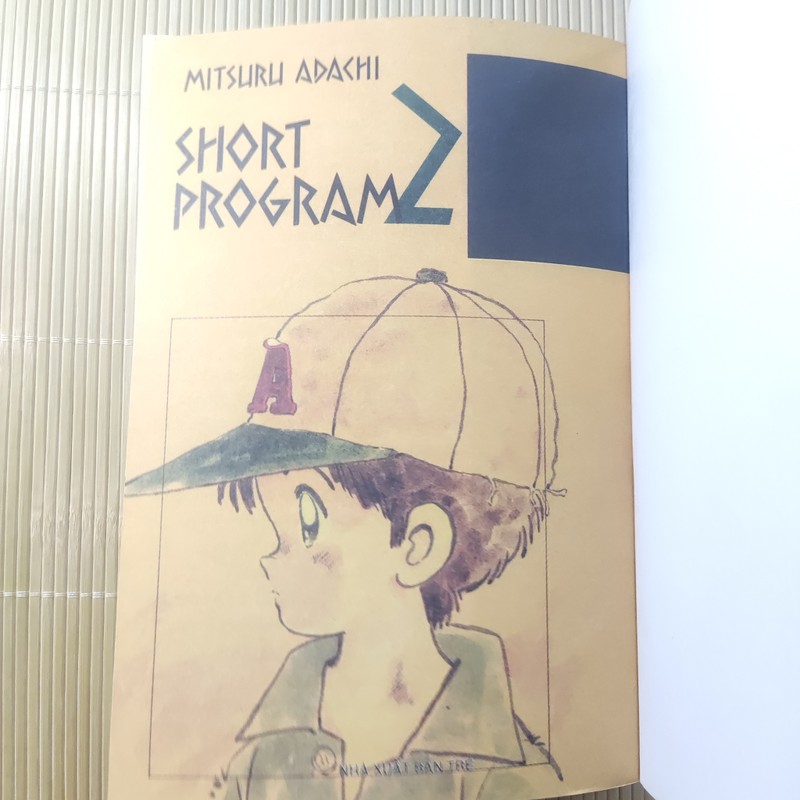 MITSURU ADACHI
SHORT
PROGRAM 2
A
NHÀ XUẤT BẢN TRẺ